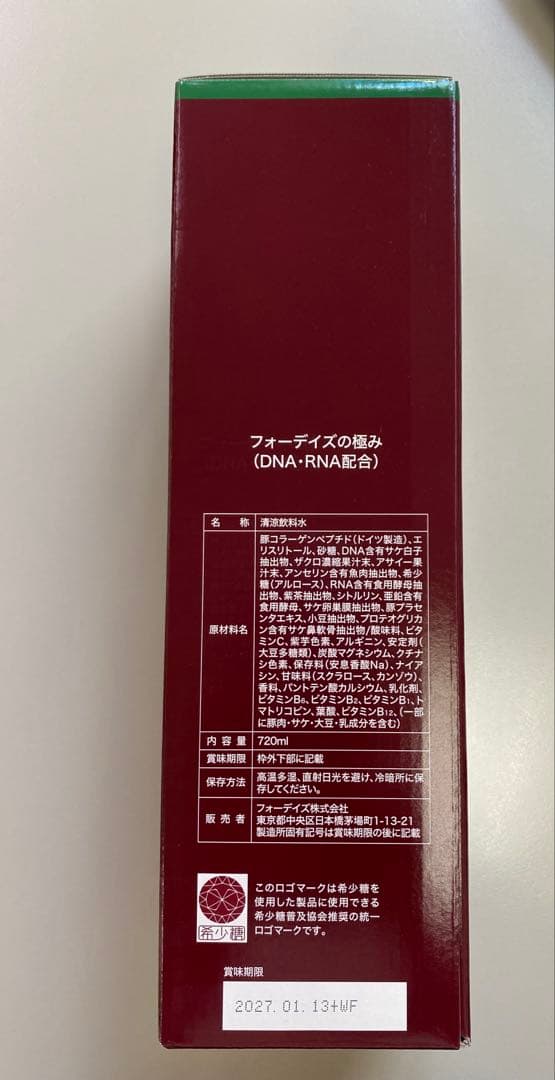 フォーデイズの極み
(DNA・RNA配合)
名 称 清涼飲料水
原材料名
豚コラーゲンペプチド(ドイツ製造)、エ
リスリトール、砂糖、DNA含有サケ白子
抽出物、ザクロ濃縮果汁末、アサイー果
汁末、アンセリン含有魚肉抽出物、希少
糖(アルロース)、RNA含有食用酵母抽
出物、紫茶抽出物、シトルリン、亜鉛含有
食用酵母、サケ卵巣膜抽出物、豚プラセ
ンタエキス、小豆抽出物、プロテオグリカ
ン含有サケ鼻軟骨抽出物/酸味料、ビタ
ミンC、紫芋色素、アルギニン、安定剤(
大豆多糖類)、炭酸マグネシウム、クチナ
シ色素、保存料(安息香酸Na)、ナイア
シン、甘味料(スクラロース、カンゾウ)、
香料、パントテン酸カルシウム、乳化剤、
ビタミンB6、ビタミンB2、ビタミンB1、ト
マトリコピン、葉酸、ビタミンB12、(一部
に豚肉・サケ・大豆・乳成分を含む)
内 容 量 720ml
賞味期限 枠外下部に記載
保存方法 高温多湿、直射日光を避け、冷暗所に保
存してください。
販 売 者 フォーデイズ株式会社
東京都中央区日本橋茅場町1-13-21
製造所固有記号は賞味期限の後に記載
希少糖
このロゴマークは希少糖を
使用した製品に使用できる
希少糖普及協会推奨の統一
ロゴマークです。
賞味期限
2027.01.13+WF